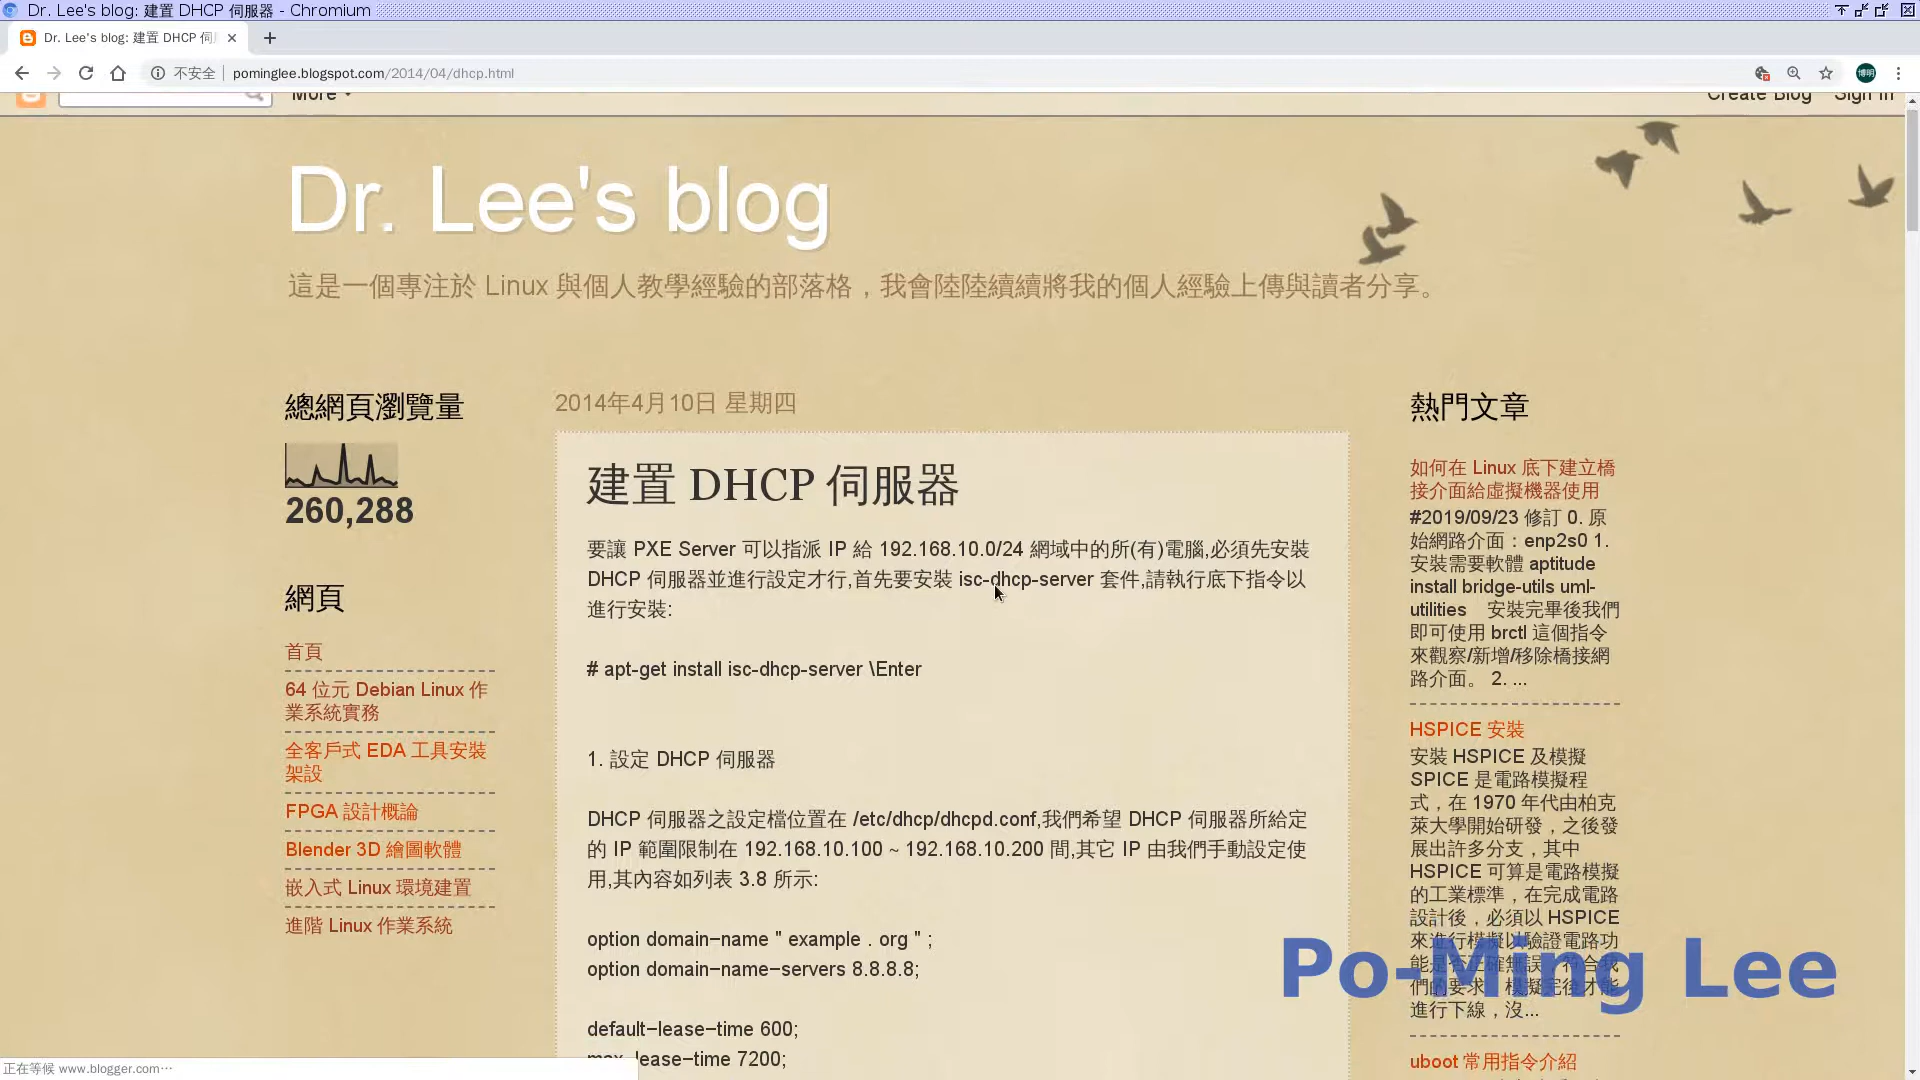 Dr. Lee's blog: 建置 DHCP 伺服器 - Chromium
Dr. Lee's blog: 建置 DHCP 伺
不安全
pominglee.blogspot.com/2014/04/dhcp.html
博明
More
Create Blog
Sign In
Dr. Lee's blog
這是一個專注於 Linux 與個人教學經驗的部落格，我會陸陸續續將我的個人經驗上傳與讀者分享。
總網頁瀏覽量
260,288
網頁
首頁
64 位元 Debian Linux 作
業系統實務
全客戶式 EDA 工具安裝
架設
FPGA 設計概論
Blender 3D 繪圖軟體
嵌入式 Linux 環境建置
進階 Linux 作業系統
2014年4月10日 星期四
建置 DHCP 伺服器
要讓 PXE Server 可以指派 IP 給 192.168.10.0/24 網域中的所(有)電腦,必須先安裝
DHCP 伺服器並進行設定才行,首先要安裝 isc-dhcp-server 套件,請執行底下指令以
進行安裝:
# apt-get install isc-dhcp-server \Enter
1. 設定 DHCP 伺服器
DHCP 伺服器之設定檔位置在 /etc/dhcp/dhcpd.conf,我們希望 DHCP 伺服器所給定
的 IP 範圍限制在 192.168.10.100 ~ 192.168.10.200 間,其它 IP 由我們手動設定使
用,其內容如列表 3.8 所示:
option domain−name " example . org " ;
option domain−name−servers 8.8.8.8;
default−lease−time 600;
max−lease−time 7200;
熱門文章
如何在 Linux 底下建立橋
接介面給虛擬機器使用
#2019/09/23 修訂 0. 原
始網路介面：enp2s0 1.
安裝需要軟體 aptitude
install bridge-utils uml-
utilities 安裝完畢後我們
即可使用 brctl 這個指令
來觀察/新增/移除橋接網
路介面。 2. ...
HSPICE 安裝
安裝 HSPICE 及模擬
SPICE 是電路模擬程
式，在 1970 年代由柏克
萊大學開始研發，之後發
展出許多分支，其中
HSPICE 可算是電路模擬
的工業標準，在完成電路
設計後，必須以 HSPICE
來進行模擬以驗證電路功
能是否正確無誤，符合我
們的要求，模擬完後才能
進行下線，沒...
uboot 常用指令介紹
Po-Ming Lee
正在等候 www.blogger.com⋯